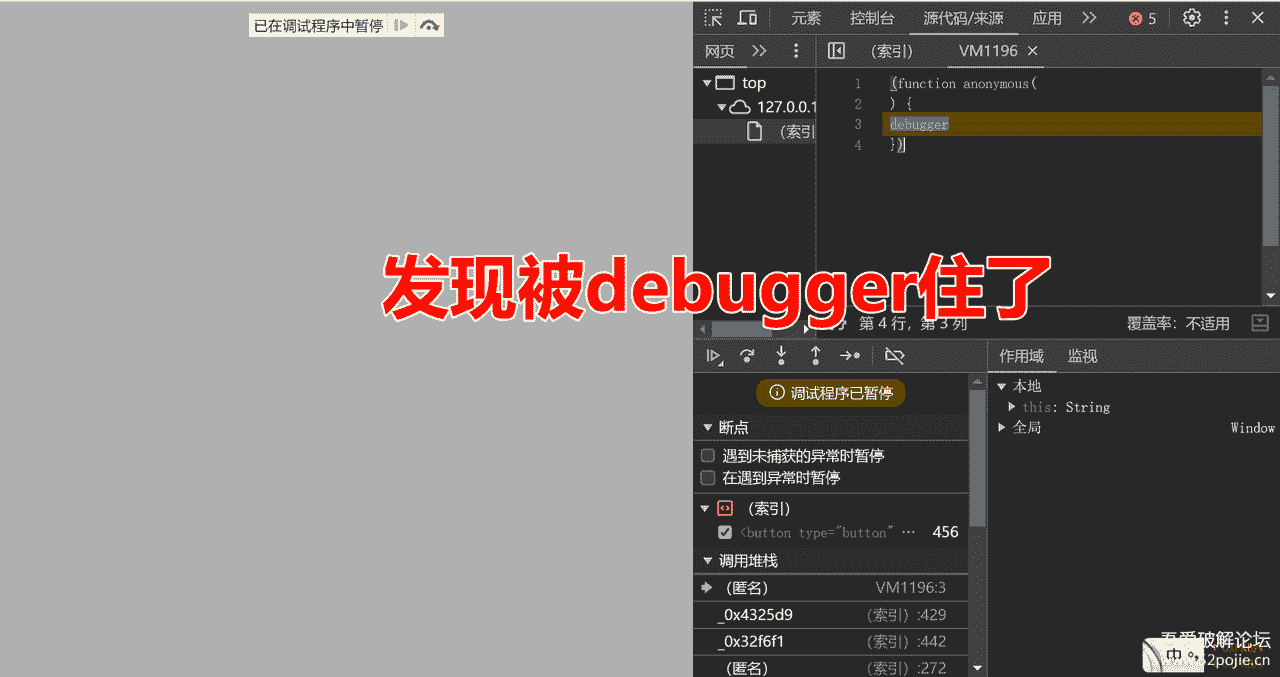 已在调试程序中暂停
元素 控制台 源代码/来源 应用 5
网页 （索引） VM1196
top
127.0.0.1
（索引
1 (function anonymous(
2 ) {
3 debugger
4 })
发现被debugger住了
第 4 行，第 3 列 覆盖率：不适用
作用域 监视
调试程序已暂停
断点
遇到未捕获的异常时暂停
在遇到异常时暂停
（索引）
<button type="button" … 456
调用堆栈
（匿名） VM1196:3
_0x4325d9 （索引）:429
_0x32f6f1 （索引）:442
（匿名） （索引）:272
本地
this: String
全局 Window
吾爱破解论坛
中
52pojie.cn